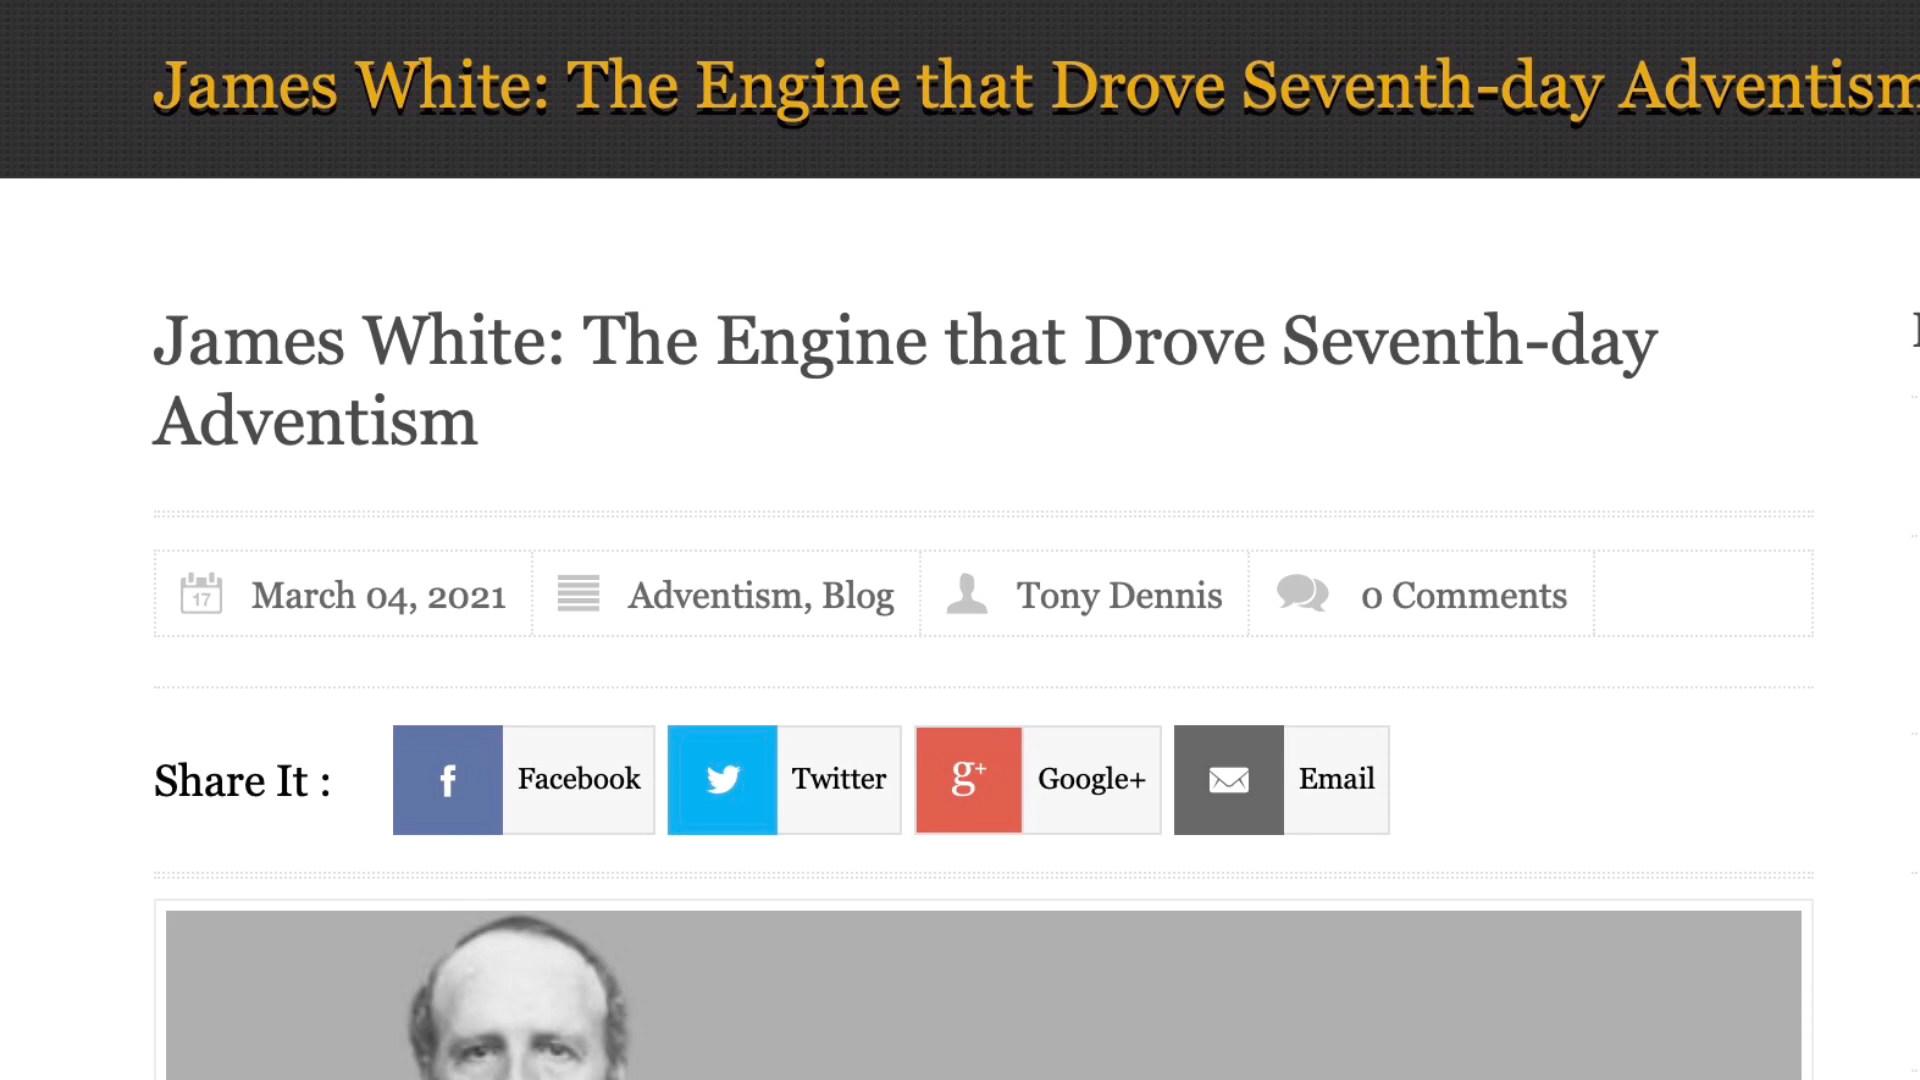 James White: The Engine that Drove Seventh-day Adventism
James White: The Engine that Drove Seventh-day
Adventism
17
March 04, 2021
Adventism, Blog
Tony Dennis
0 Comments
Share It :
f
Facebook
Twitter
g+
Google+
Email